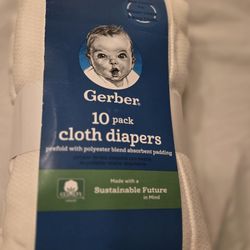 Gerber.
10 pack
cloth diapers
prefold with polyester blend absorbent padding
Made with a
Sustainable Future
in Mind